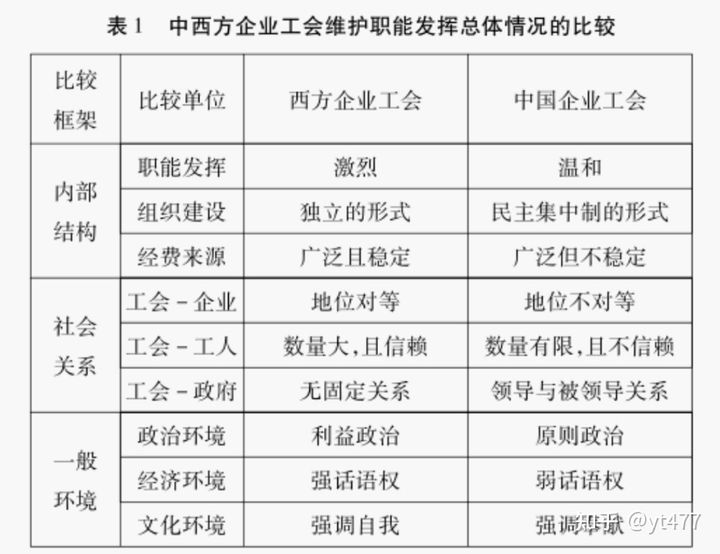 表1 中西方企业工会维护职能发挥总体情况的比较
比较框架 比较单位 西方企业工会 中国企业工会
内部结构 职能发挥 激烈 温和
组织建设 独立的形式 民主集中制的形式
经费来源 广泛且稳定 广泛但不稳定
社会关系 工会-企业 地位对等 地位不对等
工会-工人 数量大,且信赖 数量有限,且不信赖
工会-政府 无固定关系 领导与被领导关系
一般环境 政治环境 利益政治 原则政治
经济环境 强话语权 弱话语权
文化环境 强调自我 强调奉献
知乎 @yt477